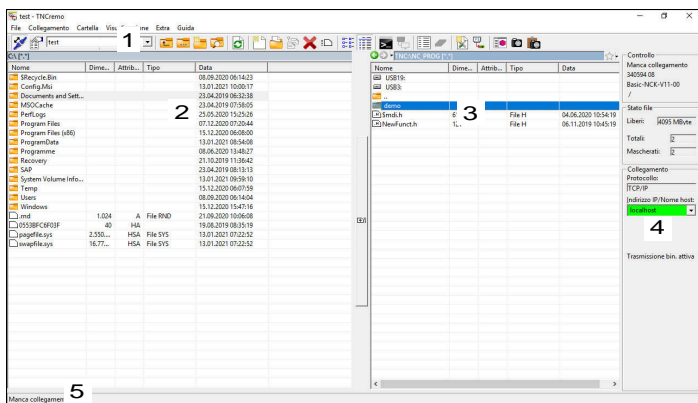 test - TNCremo
File Collegamento Cartella Extra Guida
test
1
C:\ [*.*]
Nome Dime... Attrib... Tipo Data
$Recycle.Bin 08.09.2020 06:14:23
Config.Msi 13.01.2021 10:00:17
Documents and Sett... 23.04.2019 06:32:38
MSOCache 23.04.2019 07:58:05
PerfLogs 25.05.2020 15:25:26
Program Files 07.12.2020 07:20:44
Program Files (x86) 15.12.2020 06:08:00
ProgramData 13.01.2021 08:54:08
Programme 08.06.2020 13:48:27
Recovery 21.10.2019 11:36:42
SAP 23.04.2019 08:13:13
System Volume Info... 13.01.2021 09:59:10
Temp 15.12.2020 06:07:59
Users 08.09.2020 06:14:04
Windows 15.12.2020 15:47:16
.rnd 1.024 A File RND 21.09.2020 10:06:08
0553BFC6F03F 40 HA 19.08.2019 08:35:19
pagefile.sys 2.550.... HSA File SYS 13.01.2021 07:22:52
swapfile.sys 16.77... HSA File SYS 13.01.2021 07:22:52
2
TNC:\NC_PROG [*.*]
Nome Dime... Attrib... Tipo Data
USB19:
USB3:
..
demo
$mdi.h File H 04.06.2020 10:54:19
NewFunct.h File H 06.11.2019 10:45:19
3
Controllo
Manca collegamento
340594 08
Basic-NCK-V11-00
/
Stato file
Liberi: 4095 MByte
Totali: 2
Mascherati: 2
Collegamento
Protocollo:
TCP/IP
Indirizzo IP/Nome host:
localhost
4
Trasmissione bin. attiva
5